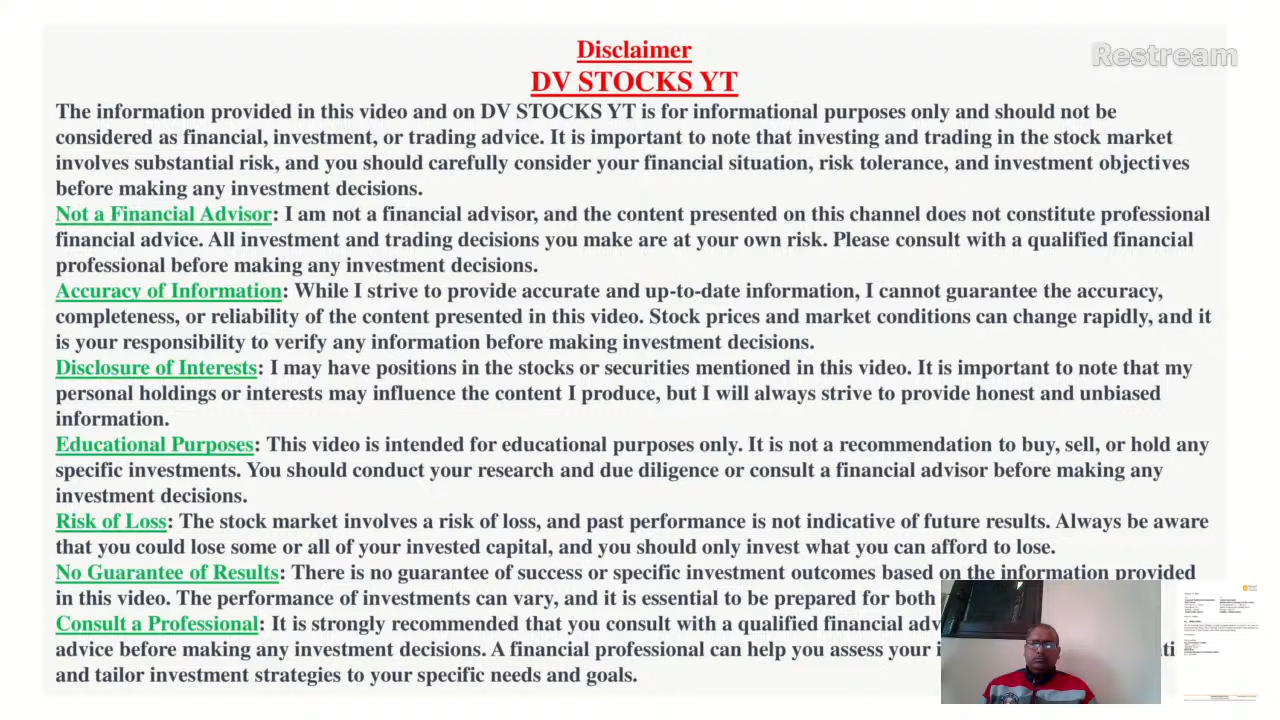 Disclaimer
Restream
DV STOCKS YT
The information provided in this video and on DV STOCKS YT is for informational purposes only and should not be
considered as financial, investment, or trading advice. It is important to note that investing and trading in the stock market
involves substantial risk, and you should carefully consider your financial situation, risk tolerance, and investment objectives
before making any investment decisions.
Not a Financial Advisor: I am not a financial advisor, and the content presented on this channel does not constitute professional
financial advice. All investment and trading decisions you make are at your own risk. Please consult with a qualified financial
professional before making any investment decisions.
Accuracy of Information: While I strive to provide accurate and up-to-date information, I cannot guarantee the accuracy,
completeness, or reliability of the content presented in this video. Stock prices and market conditions can change rapidly, and it
is your responsibility to verify any information before making investment decisions.
Disclosure of Interests: I may have positions in the stocks or securities mentioned in this video. It is important to note that my
personal holdings or interests may influence the content I produce, but I will always strive to provide honest and unbiased
information.
Educational Purposes: This video is intended for educational purposes only. It is not a recommendation to buy, sell, or hold any
specific investments. You should conduct your research and due diligence or consult a financial advisor before making any
investment decisions.
Risk of Loss: The stock market involves a risk of loss, and past performance is not indicative of future results. Always be aware
that you could lose some or all of your invested capital, and you should only invest what you can afford to lose.
No Guarantee of Results: There is no guarantee of success or specific investment outcomes based on the information provided
in this video. The performance of investments can vary, and it is essential to be prepared for both
Consult a Professional: It is strongly recommended that you consult with a qualified financial adv
advice before making any investment decisions. A financial professional can help you assess your i
and tailor investment strategies to your specific needs and goals.